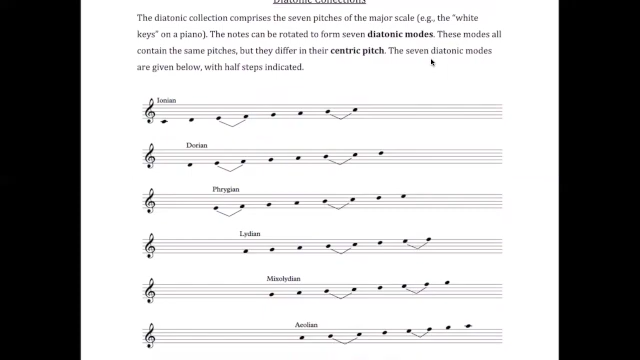 Diatonic Collections
The diatonic collection comprises the seven pitches of the major scale (e.g., the “white
keys” on a piano). The notes can be rotated to form seven diatonic modes. These modes all
contain the same pitches, but they differ in their centric pitch. The seven diatonic modes
are given below, with half steps indicated.
Ionian
Dorian
Phrygian
Lydian
Mixolydian
Aeolian